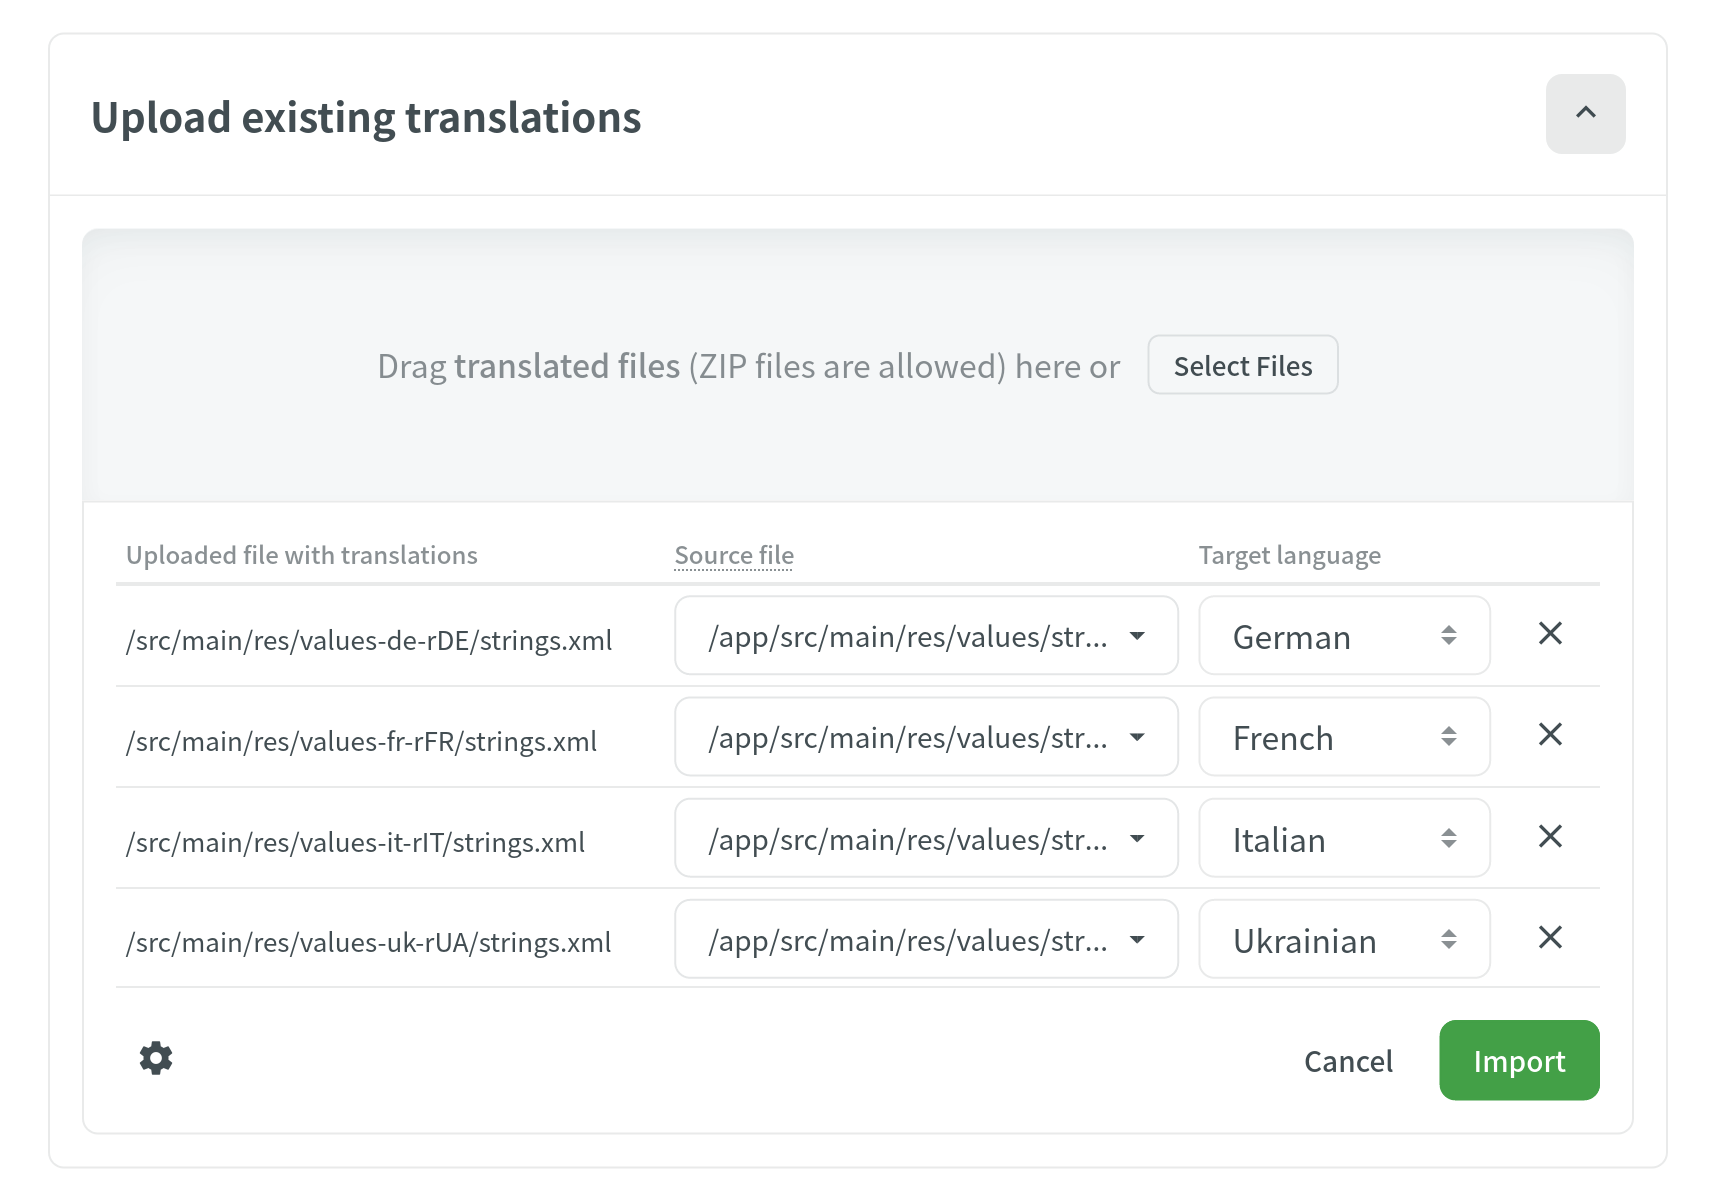 Upload existing translations
Drag translated files (ZIP files are allowed) here or Select Files
Uploaded file with translations Source file Target language
/src/main/res/values-de-rDE/strings.xml /app/src/main/res/values/str... German
/src/main/res/values-fr-rFR/strings.xml /app/src/main/res/values/str... French
/src/main/res/values-it-rIT/strings.xml /app/src/main/res/values/str... Italian
/src/main/res/values-uk-rUA/strings.xml /app/src/main/res/values/str... Ukrainian
Cancel Import